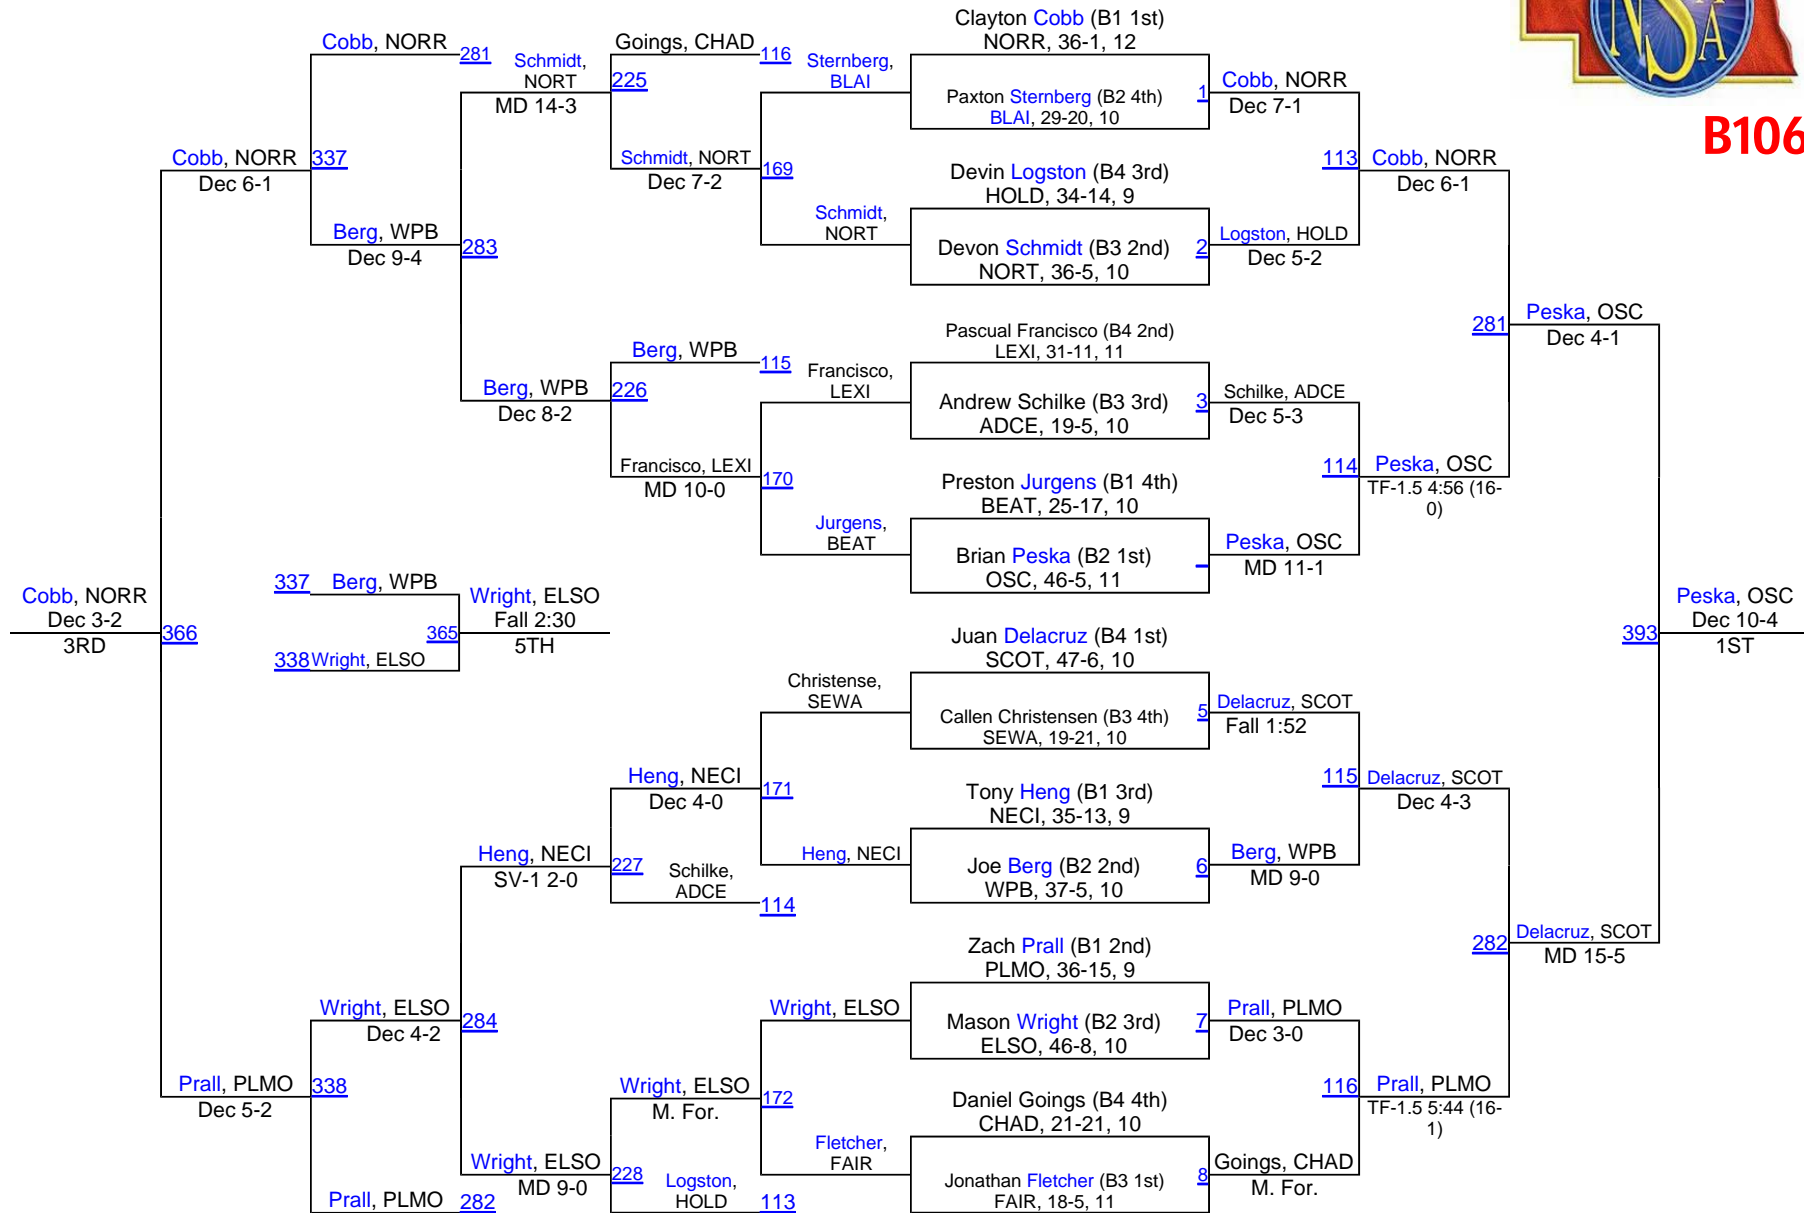 Clayton Cobb (B1 1st)
NORR, 36-1, 12
Paxton Sternberg (B2 4th)
BLAI, 29-20, 10
Devin Logston (B4 3rd)
HOLD, 34-14, 9
Devon Schmidt (B3 2nd)
NORT, 36-5, 10
Pascual Francisco (B4 2nd)
LEXI, 31-11, 11
Andrew Schilke (B3 3rd)
ADCE, 19-5, 10
Preston Jurgens (B1 4th)
BEAT, 25-17, 10
Brian Peska (B2 1st)
OSC, 46-5, 11
Juan Delacruz (B4 1st)
SCOT, 47-6, 10
Callen Christensen (B3 4th)
SEWA, 19-21, 10
Tony Heng (B1 3rd)
NECI, 35-13, 9
Joe Berg (B2 2nd)
WPB, 37-5, 10
Zach Prall (B1 2nd)
PLMO, 36-15, 9
Mason Wright (B2 3rd)
ELSO, 46-8, 10
Daniel Goings (B4 4th)
CHAD, 21-21, 10
Jonathan Fletcher (B3 1st)
FAIR, 18-5, 11
1
Cobb, NORR
Dec 7-1
2
Logston, HOLD
Dec 5-2
3
Schilke, ADCE
Dec 5-3
Peska, OSC
MD 11-1
5
Delacruz, SCOT
Fall 1:52
6
Berg, WPB
MD 9-0
7
Prall, PLMO
Dec 3-0
8
Goings, CHAD
M. For.
113
Cobb, NORR
Dec 6-1
114
Peska, OSC
TF-1.5 4:56 (16-
0)
115
Delacruz, SCOT
Dec 4-3
116
Prall, PLMO
TF-1.5 5:44 (16-
1)
281
Peska, OSC
Dec 4-1
282
Delacruz, SCOT
MD 15-5
393
Peska, OSC
Dec 10-4
1ST
Sternberg,
BLAI
Schmidt,
NORT
Francisco,
LEXI
Jurgens,
BEAT
Christense,
SEWA
Heng, NECI
Wright, ELSO
Fletcher,
FAIR
Goings, CHAD
116
169
Schmidt, NORT
Dec 7-2
Berg, WPB
115
170
Francisco, LEXI
MD 10-0
171
Heng, NECI
Dec 4-0
Schilke,
ADCE
114
172
Wright, ELSO
M. For.
Logston,
HOLD
113
225
Schmidt,
NORT
MD 14-3
226
Berg, WPB
Dec 8-2
227
Heng, NECI
SV-1 2-0
228
Wright, ELSO
MD 9-0
Cobb, NORR
281
283
Berg, WPB
Dec 9-4
284
Wright, ELSO
Dec 4-2
Prall, PLMO
282
337
Cobb, NORR
Dec 6-1
338
Prall, PLMO
Dec 5-2
366
Cobb, NORR
Dec 3-2
3RD
337
Berg, WPB
338
Wright, ELSO
365
Wright, ELSO
Fall 2:30
5TH
NSAA
B106